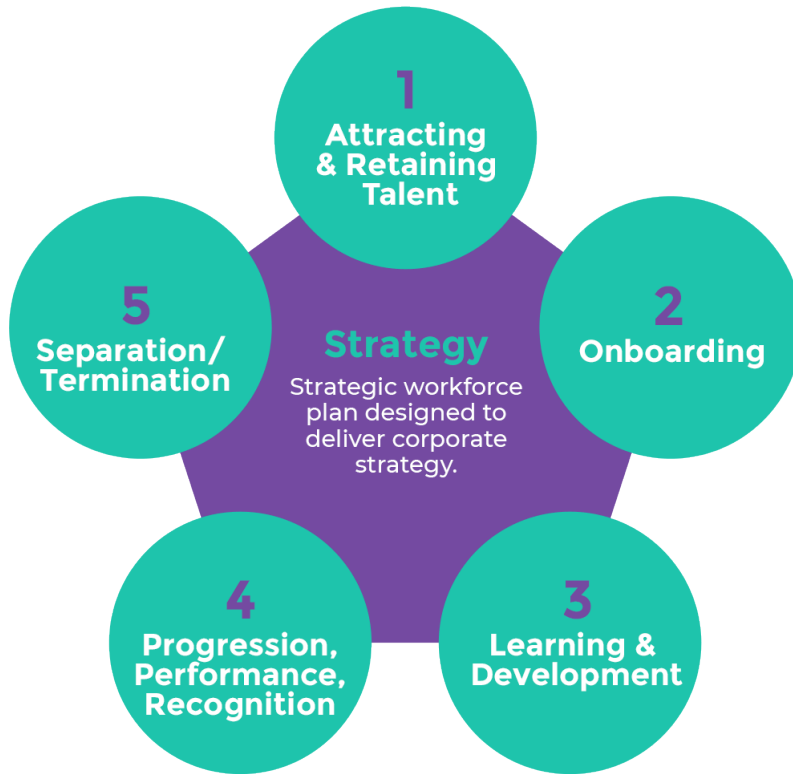 1
Attracting
& Retaining
Talent
5
Separation/
Termination
Strategy
Strategic workforce
plan designed to
deliver corporate
strategy.
2
Onboarding
4
Progression,
Performance,
Recognition
3
Learning &
Development